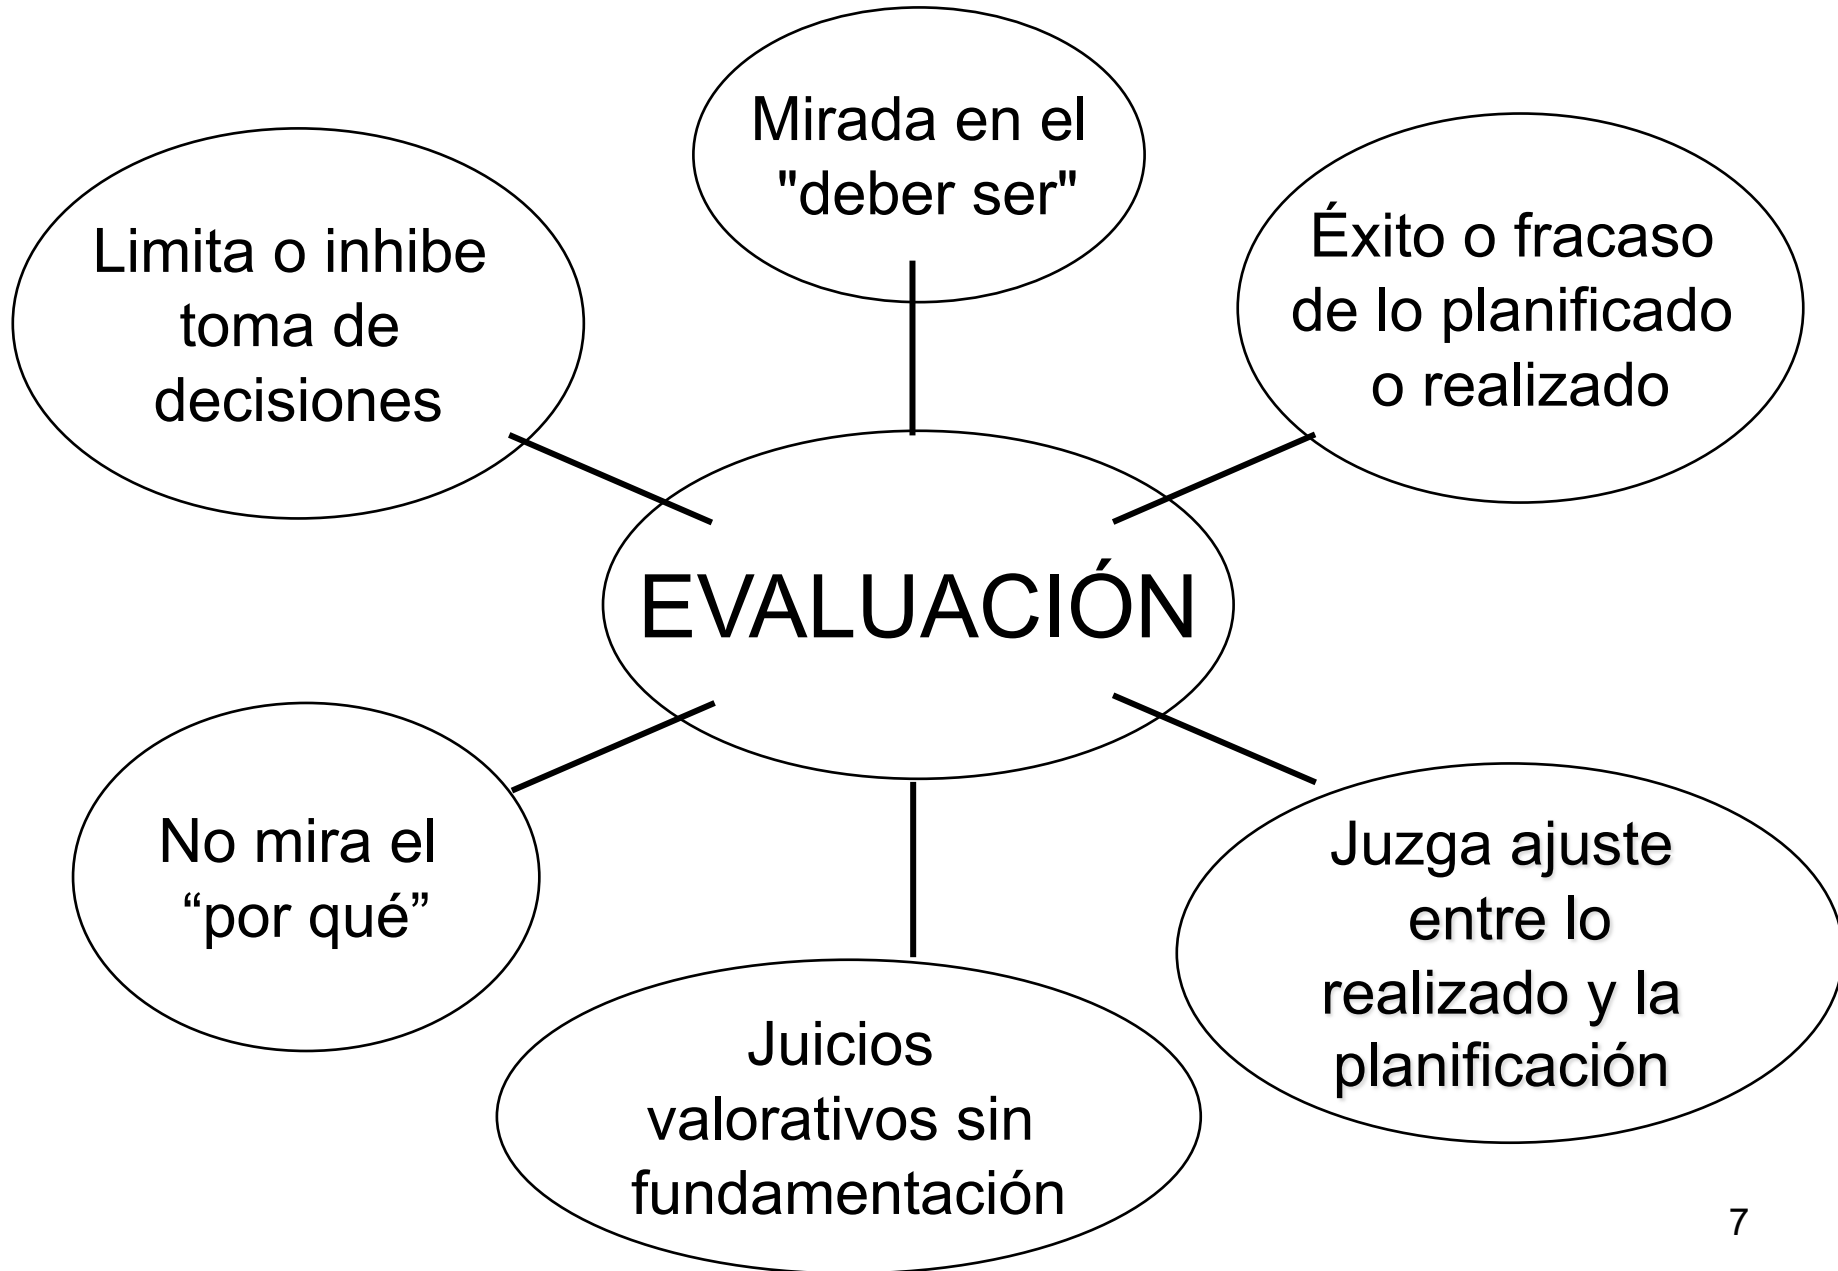 Mirada en el
"deber ser"
Limita o inhibe
toma de
decisiones
Éxito o fracaso
de lo planificado
o realizado
EVALUACIÓN
No mira el
“por qué”
Juzga ajuste
entre lo
realizado y la
planificación
Juicios
valorativos sin
fundamentación
7